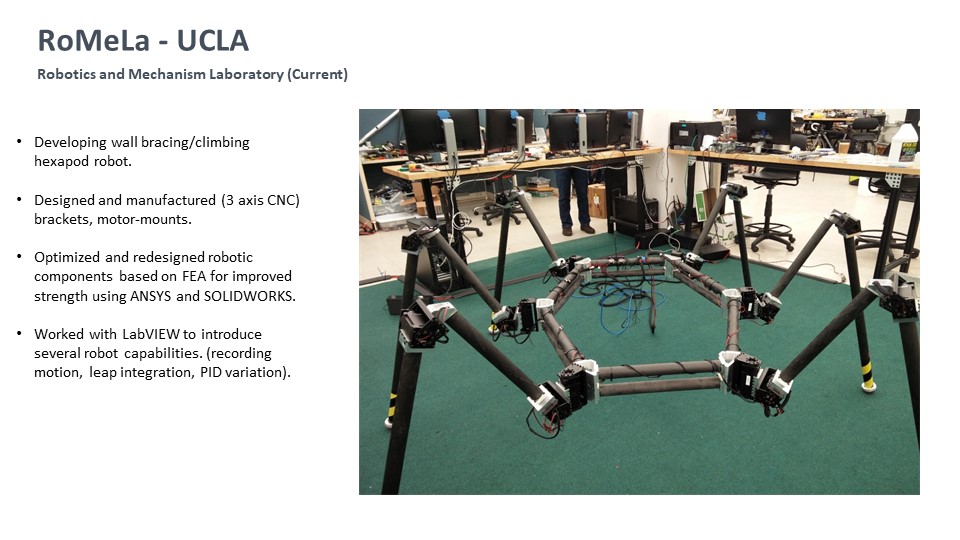 RoMeLa - UCLA
Robotics and Mechanism Laboratory (Current)
• Developing wall bracing/climbing
hexapod robot.
• Designed and manufactured (3 axis CNC)
brackets, motor-mounts.
• Optimized and redesigned robotic
components based on FEA for improved
strength using ANSYS and SOLIDWORKS.
• Worked with LabVIEW to introduce
several robot capabilities. (recording
motion, leap integration, PID variation).